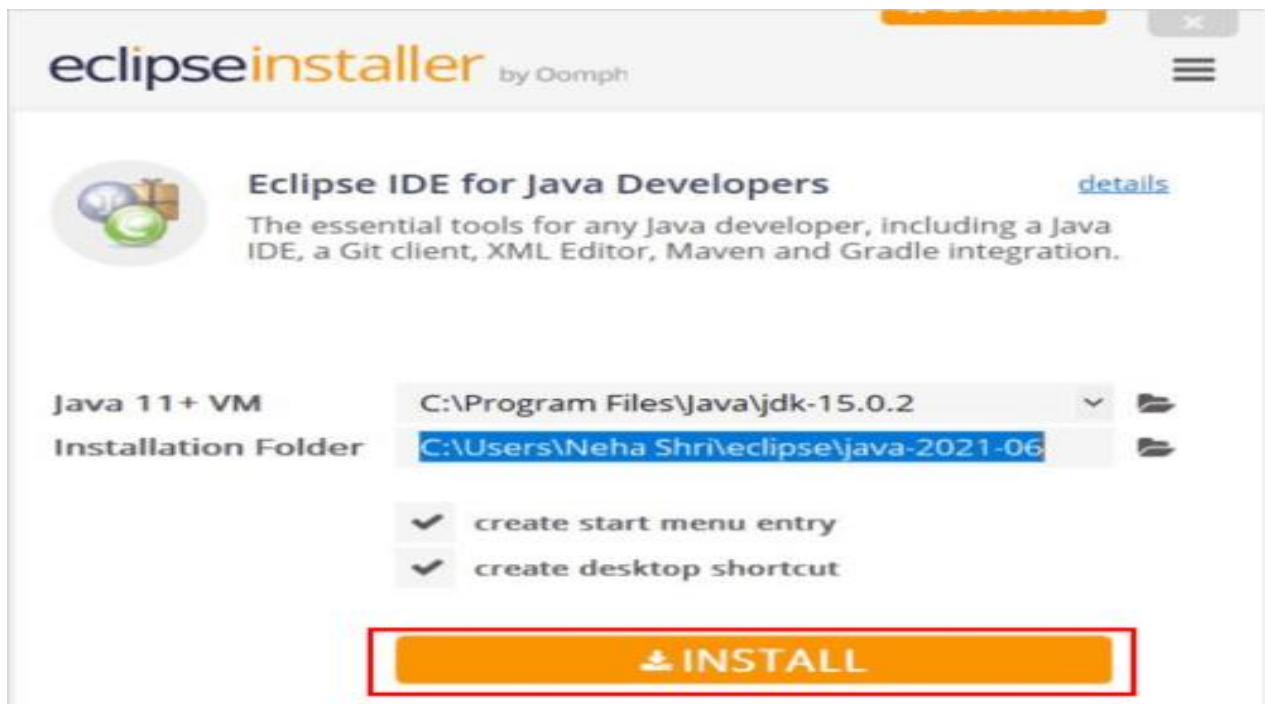 eclipseinstaller by Oomph
Eclipse IDE for Java Developers details
The essential tools for any Java developer, including a Java
IDE, a Git client, XML Editor, Maven and Gradle integration.
Java 11+ VM C:\Program Files\Java\jdk-15.0.2
Installation Folder C:\Users\Neha Shri\eclipse\java-2021-06
create start menu entry
create desktop shortcut
INSTALL